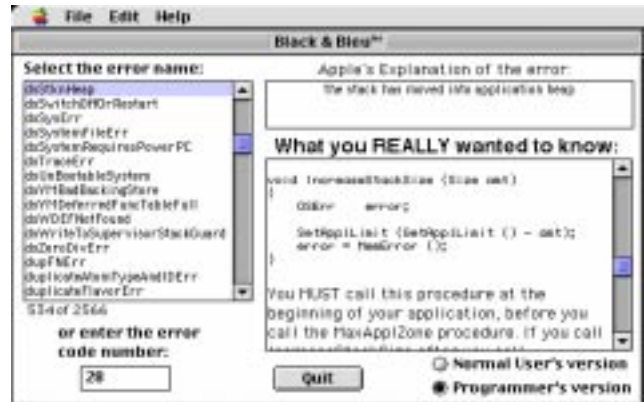 File Edit Help
Black & Bleu™
Select the error name:
dsStknHeap
dsSwitchOffOrRestart
dsSysErr
dsSystemFileErr
dsSystemRequiresPowerPC
dsTraceErr
dsUnBootableSystem
dsVMBadBackingStore
dsVMDeferredFuncTableFull
dsWDEFNotFound
dsWriteToSupervisorStackGuard
dsZeroDivErr
dupFNErr
duplicateAtomTypeAndIDErr
duplicateFlavorErr
534 of 2566
or enter the error
code number:
28
Apple's Explanation of the error:
the stack has moved into application heap
What you REALLY wanted to know:
void IncreaseStackSize (Size amt)
{
OSErr error;
SetApplLimit (GetApplLimit () - amt);
error = MemError ();
}
You MUST call this procedure at the
beginning of your application, before you
call the MaxApplZone procedure. If you call
Quit
Normal User's version
Programmer's version